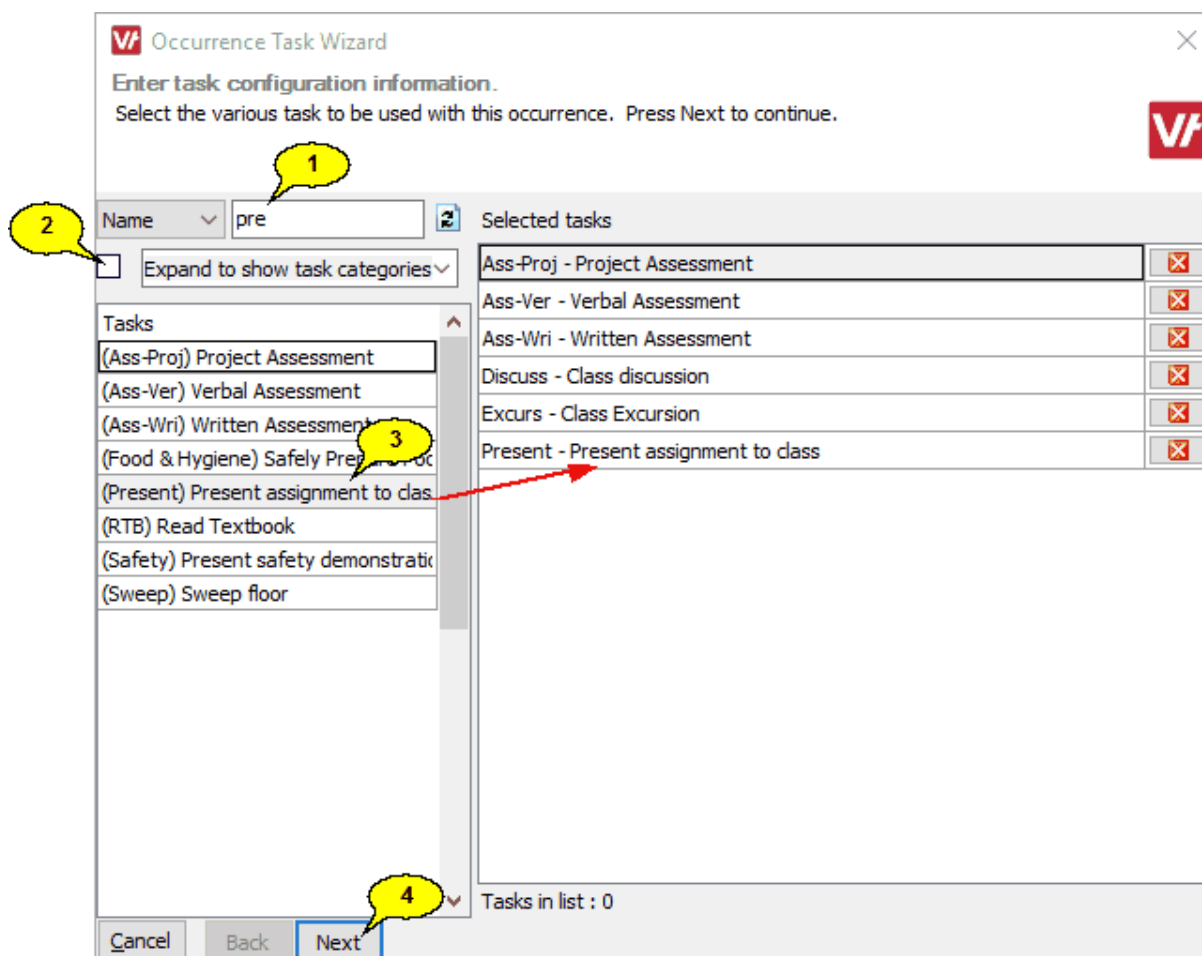 Occurrence Task Wizard
Enter task configuration information.
Select the various task to be used with this occurrence. Press Next to continue.
1
2
Name
pre
Selected tasks
Expand to show task categories
Tasks
(Ass-Proj) Project Assessment
(Ass-Ver) Verbal Assessment
(Ass-Wri) Written Assessment
3
(Food & Hygiene) Safely
(Present) Present assignment to clas
(RTB) Read Textbook
(Safety) Present safety demonstratic
(Sweep) Sweep floor
Ass-Proj - Project Assessment
Ass-Ver - Verbal Assessment
Ass-Wri - Written Assessment
Discuss - Class discussion
Excurs - Class Excursion
Present - Present assignment to class
4
Tasks in list : 0
Cancel
Back
Next